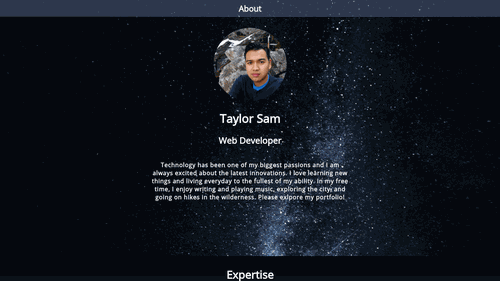 About
Taylor Sam
Web Developer
Technology has been one of my biggest passions and I am
always excited about the latest innovations. I love learning new
things and living everyday to the fullest of my ability. In my free
time, I enjoy writing and playing music, exploring the city and
going on hikes in the wilderness. Please exlpore my portfolio!
Expertise